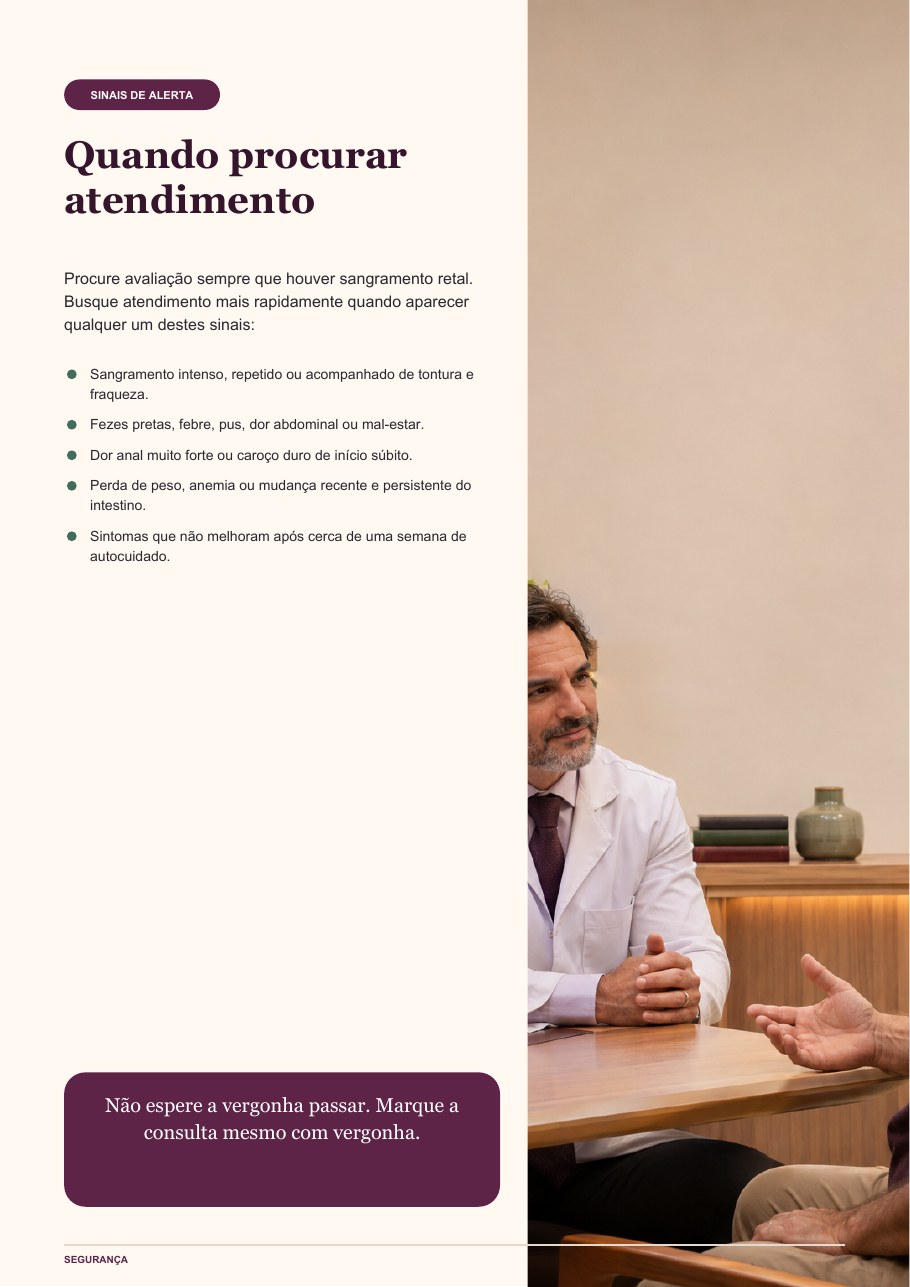 SINAIS DE ALERTA
Quando procurar
atendimento
Procure avaliação sempre que houver sangramento retal.
Busque atendimento mais rapidamente quando aparecer
qualquer um destes sinais:
Sangramento intenso, repetido ou acompanhado de tontura e
fraqueza.
Fezes pretas, febre, pus, dor abdominal ou mal-estar.
Dor anal muito forte ou caroço duro de início súbito.
Perda de peso, anemia ou mudança recente e persistente do
intestino.
Sintomas que não melhoram após cerca de uma semana de
autocuidado.
Não espere a vergonha passar. Marque a
consulta mesmo com vergonha.
SEGURANÇA